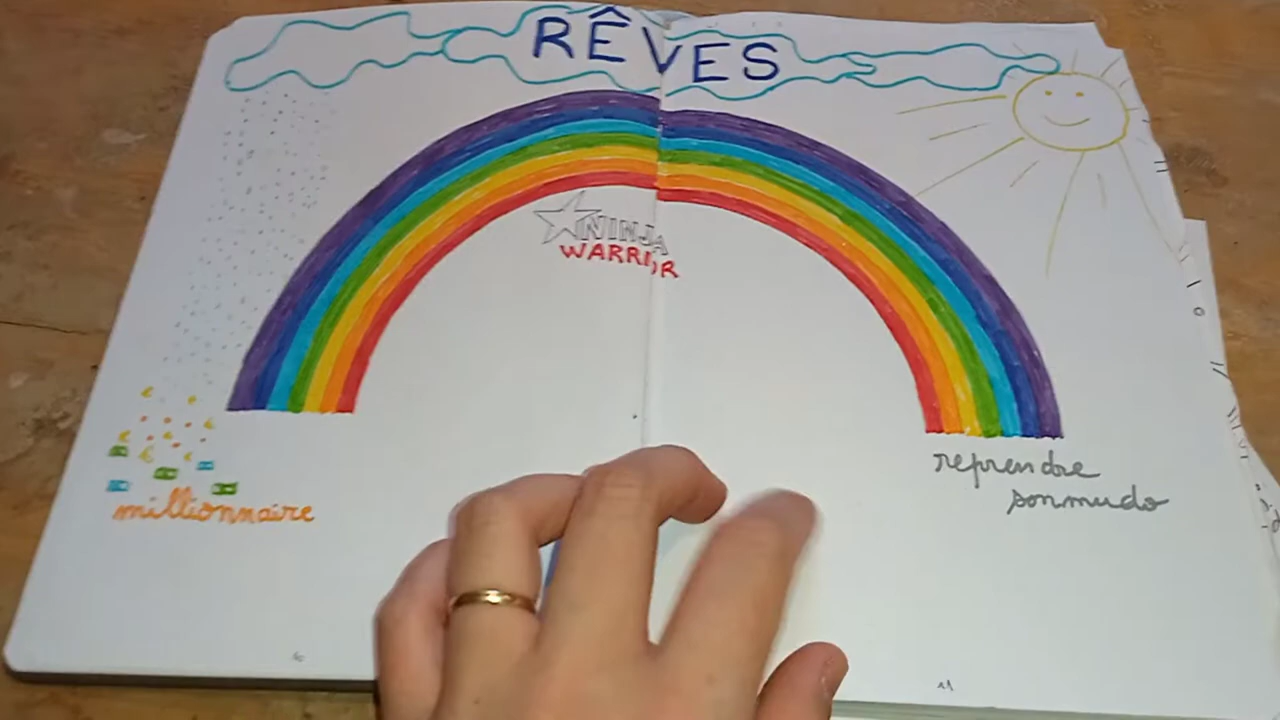 RÊVES
NINJA
WARRIOR
millionnaire
reprendre
son mudo